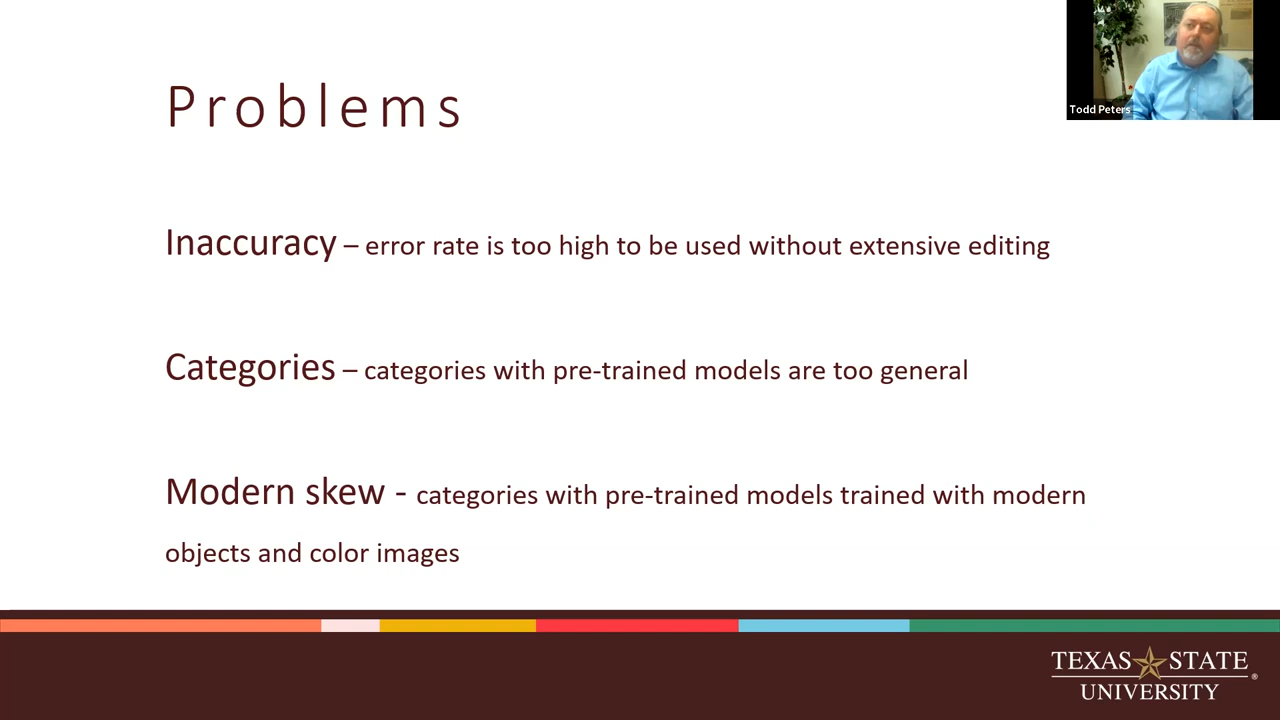 Todd Peters
Problems
Inaccuracy – error rate is too high to be used without extensive editing
Categories – categories with pre-trained models are too general
Modern skew - categories with pre-trained models trained with modern
objects and color images
TEXAS STATE
UNIVERSITY
®